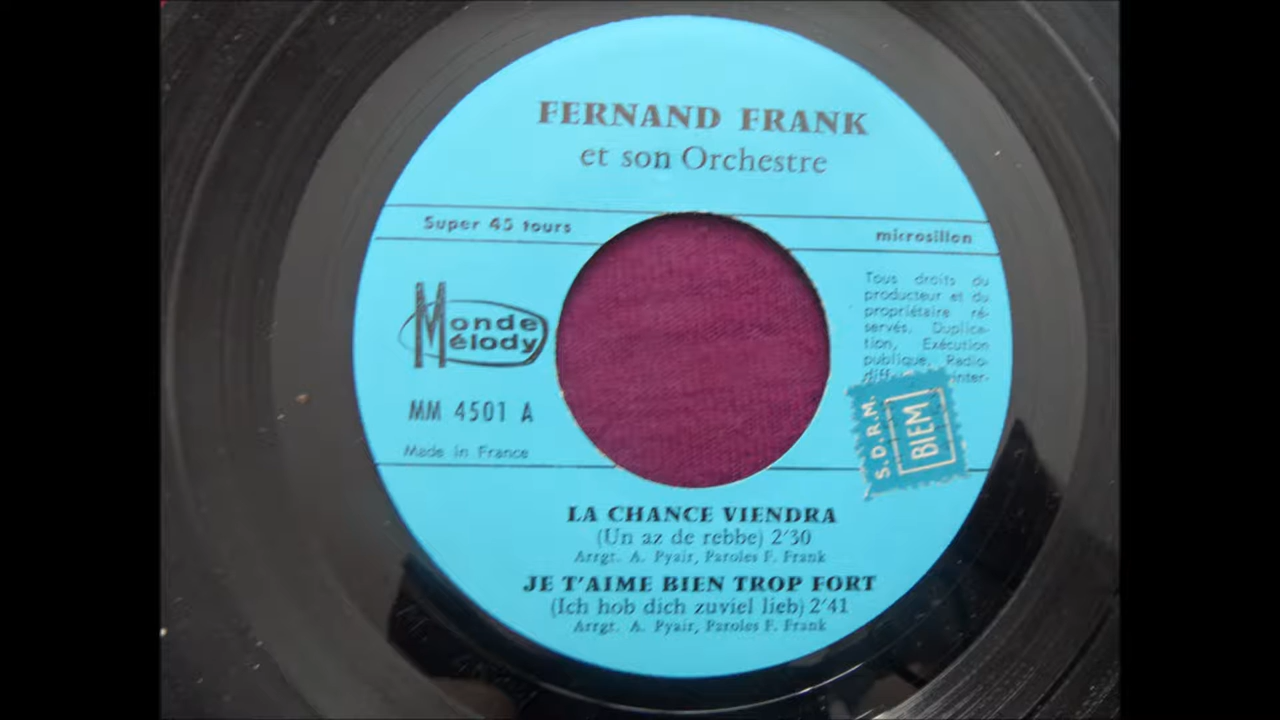 FERNAND FRANK
et son Orchestre
Super 45 tours
microsillon
Monde
Mélody
MM 4501 A
Made in France
Tous droits du
producteur et du
propriétaire ré-
servés. Duplica-
tion, Exécution
publique, Radio-
diff inter-
S.D.R.M.
BIEM
LA CHANCE VIENDRA
(Un az de rebbe) 2'30
Arrgt. A. Pyair, Paroles F. Frank
JE T'AIME BIEN TROP FORT
(Ich hob dich zuviel lieb) 2'41
Arrgt. A. Pyair, Paroles F. Frank